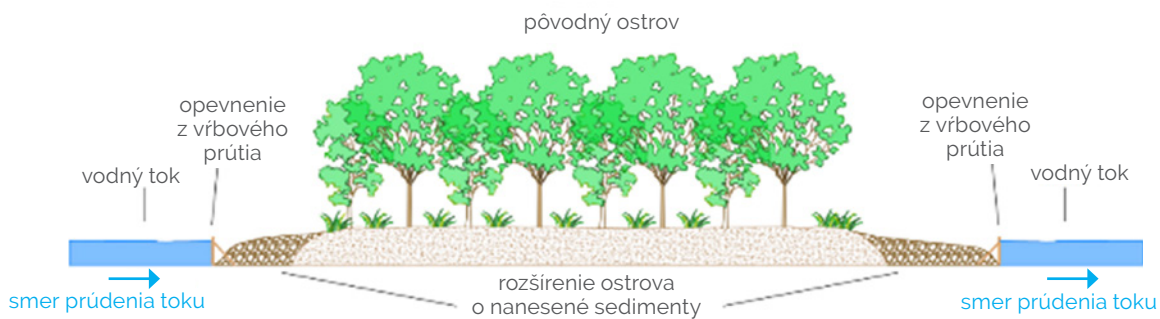 pôvodný ostrov
opevnenie
z vŕbového
prútia
opevnenie
z vŕbového
prútia
vodný tok
vodný tok
smer prúdenia toku
rozšírenie ostrova
o nanesené sedimenty
smer prúdenia toku